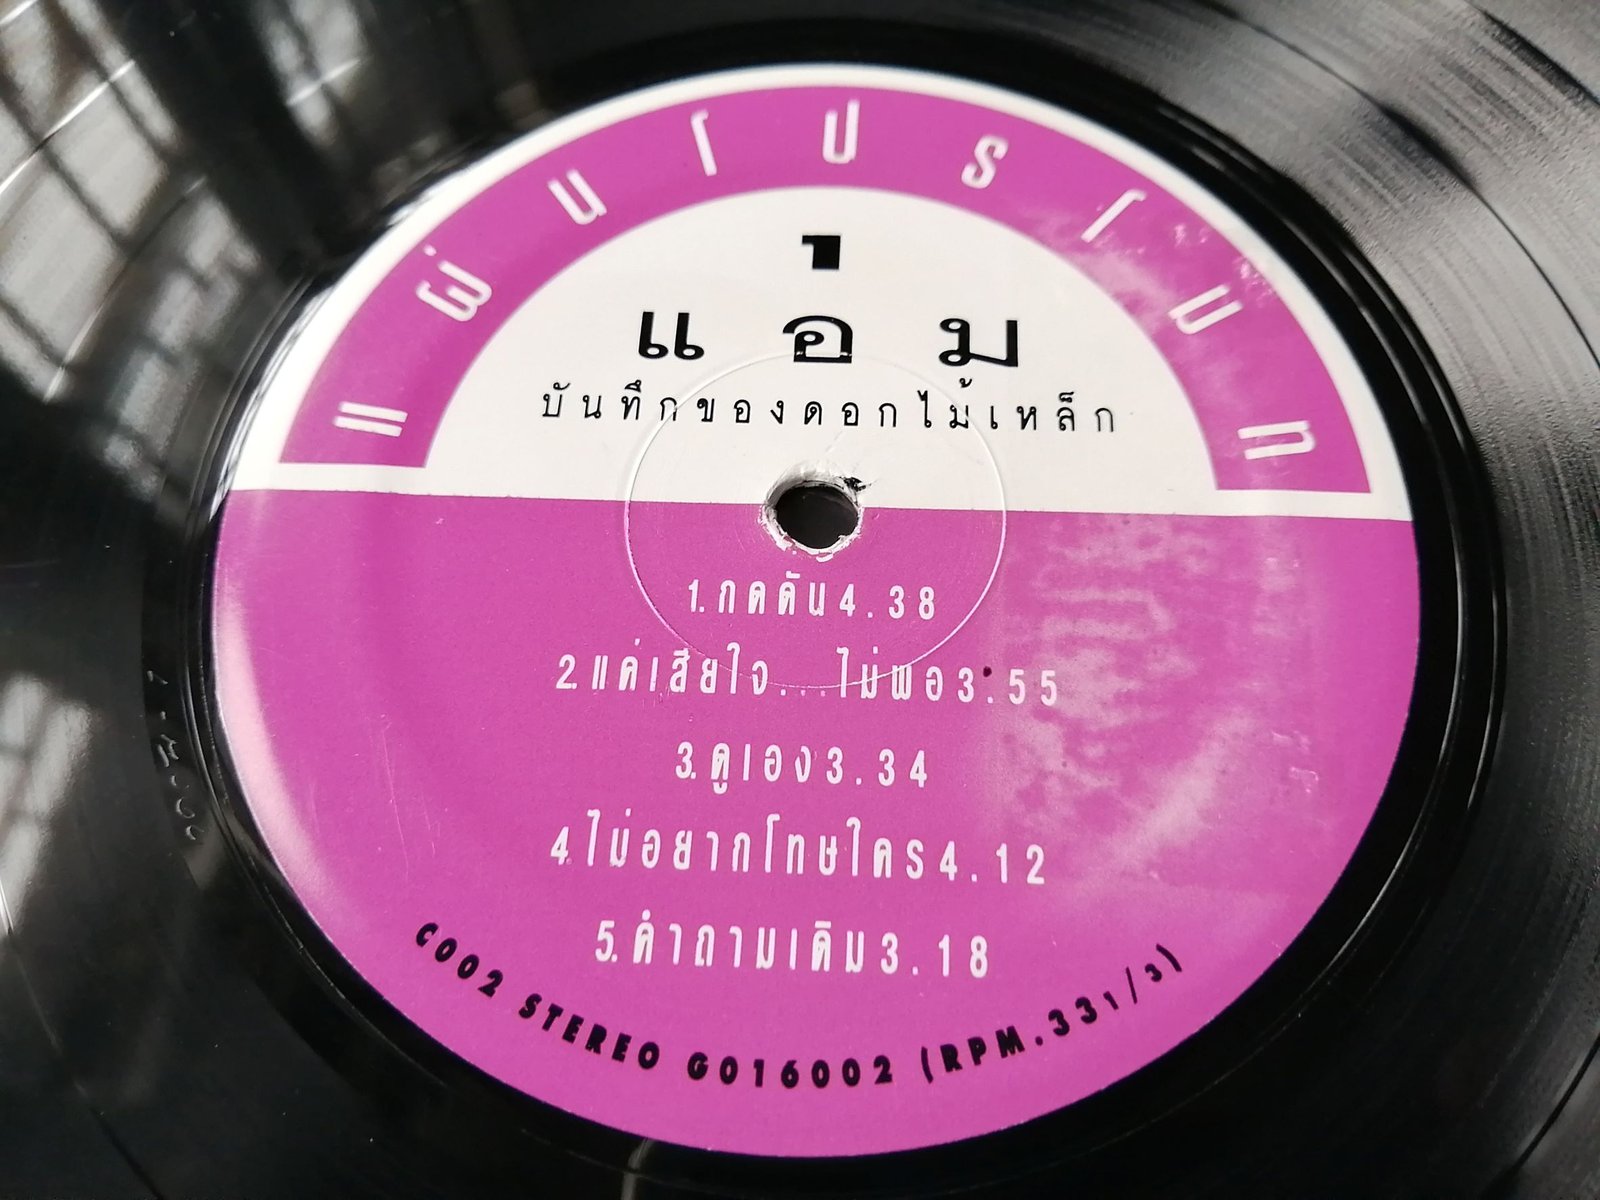 แผ่นโปรโมท
แอ๋ม
บันทึกของดอกไม้เหล็ก
1.กดดัน4.38
2.แค่เสียใจ...ไม่พอ3.55
3.ดูเอง3.34
4.ไม่อยากโทษใคร4.12
5.คำถามเดิม3.18
C002 STEREO G016002 (RPM.331/3)